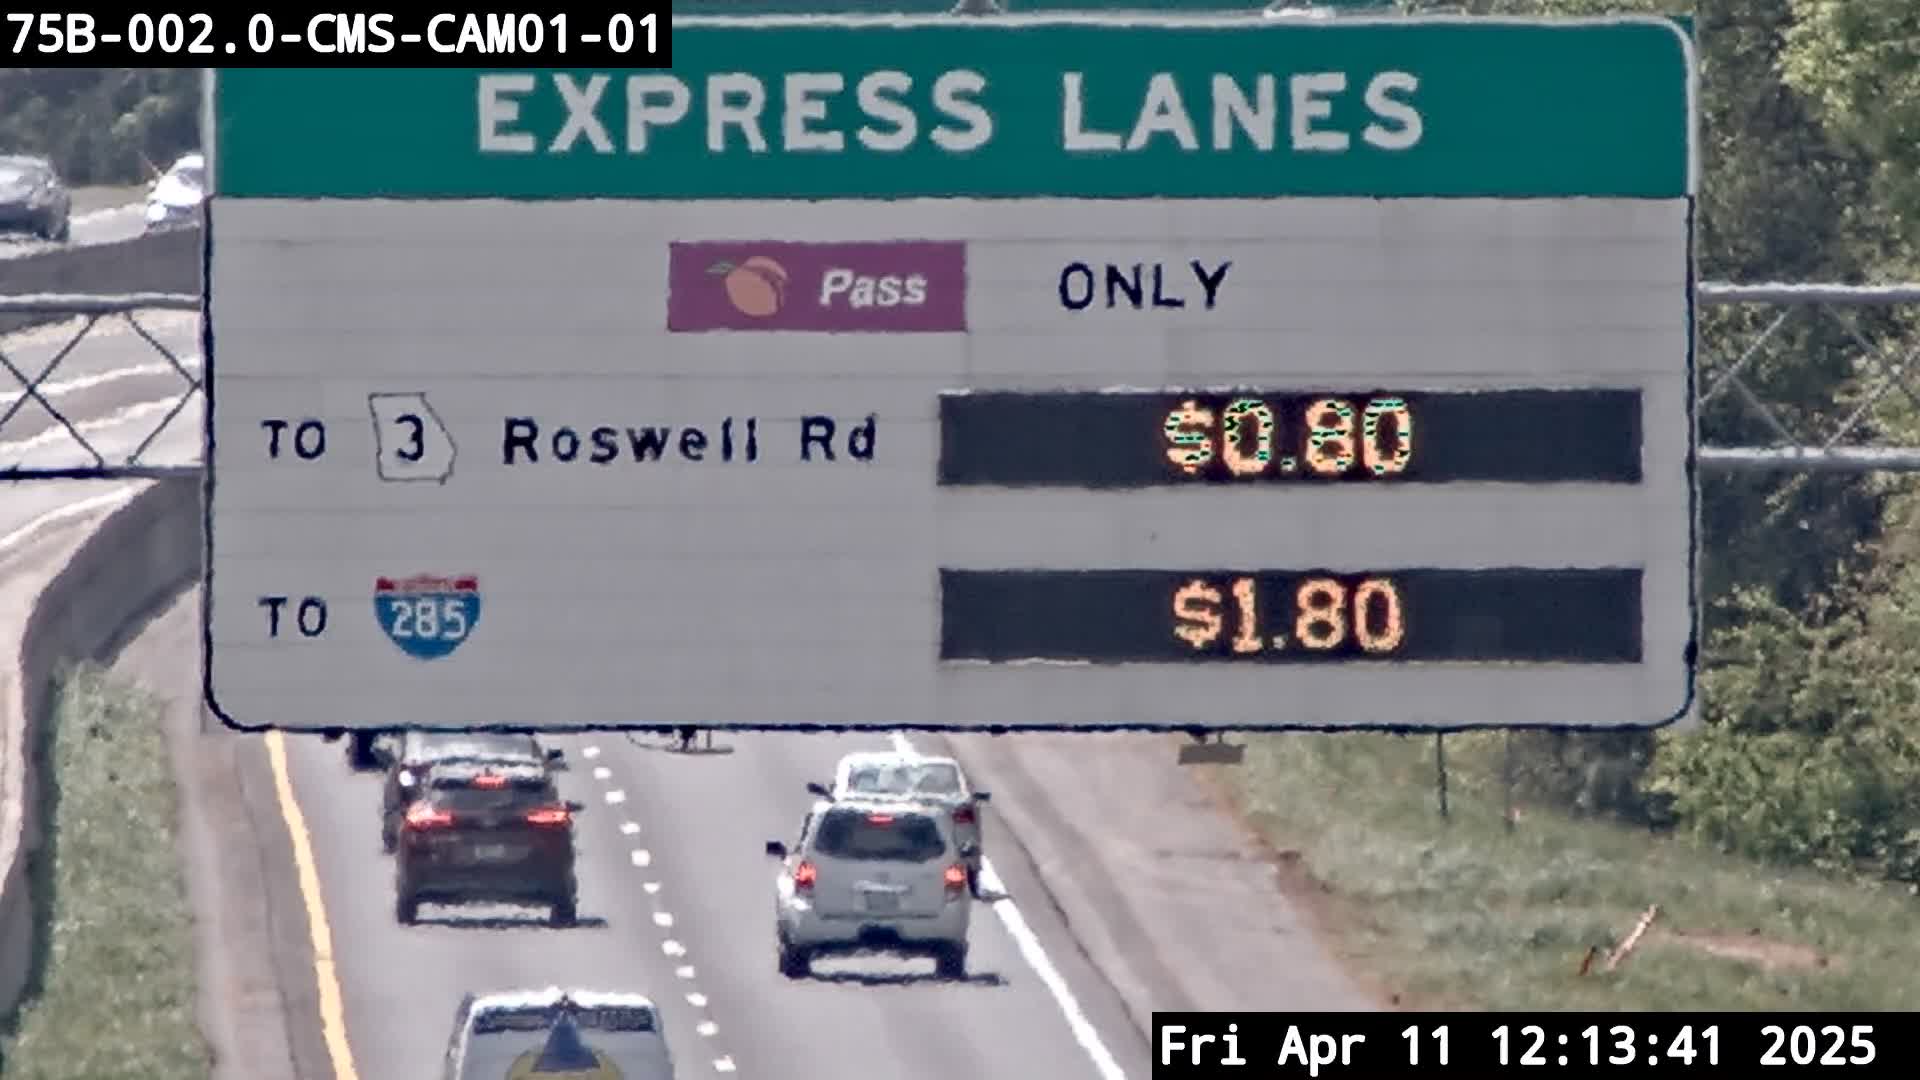 75B-002.0-CMS-CAM01-01
EXPRESS LANES
Pass ONLY
TO 3 Roswell Rd $0.80
TO 285 $1.80
Fri Apr 11 12:13:41 2025